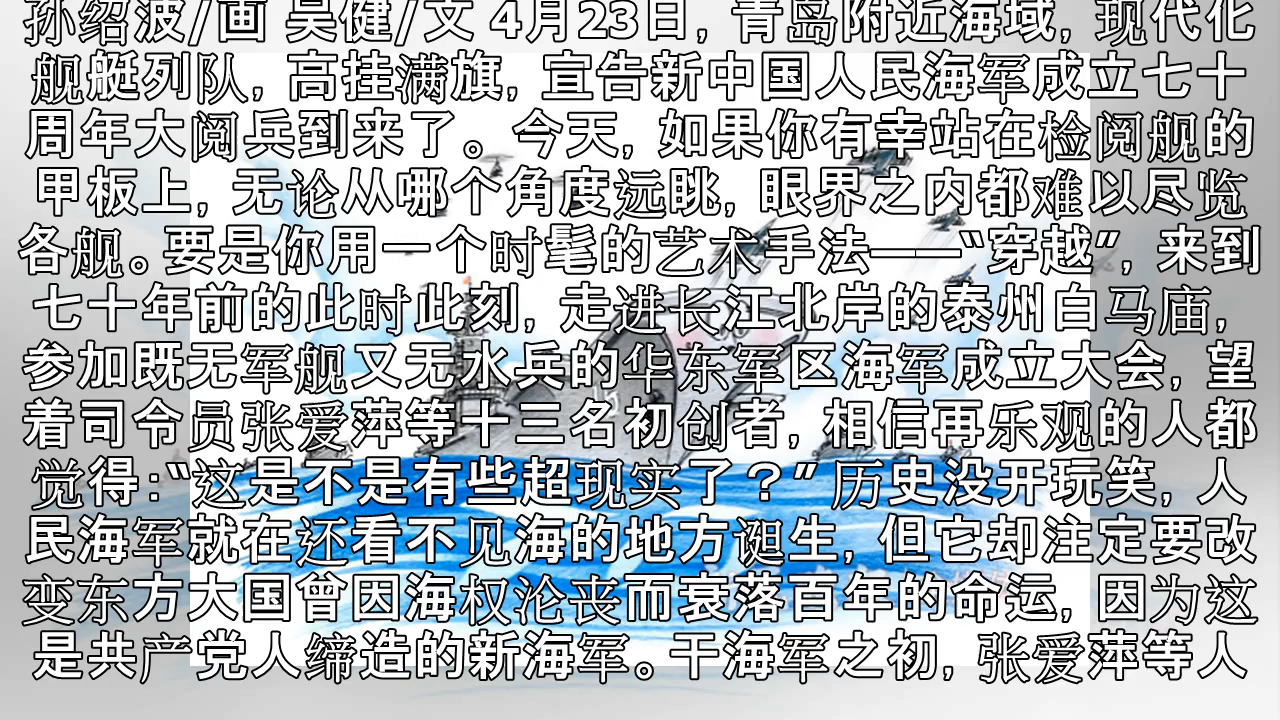 孙绍波/画 吴健/文 4月23日, 青岛附近海域, 现代化
舰艇列队, 高挂满旗, 宣告新中国人民海军成立七十
周年大阅兵到来了。今天, 如果你有幸站在检阅舰的
甲板上, 无论从哪个角度远眺, 眼界之内都难以尽览
各舰。要是你用一个时髦的艺术手法——“穿越”, 来到
七十年前的此时此刻, 走进长江北岸的泰州白马庙,
参加既无军舰又无水兵的华东军区海军成立大会, 望
着司令员张爱萍等十三名初创者, 相信再乐观的人都
觉得:“这是不是有些超现实了？” 历史没开玩笑, 人
民海军就在还看不见海的地方诞生, 但它却注定要改
变东方大国曾因海权沦丧而衰落百年的命运, 因为这
是共产党人缔造的新海军。干海军之初, 张爱萍等人